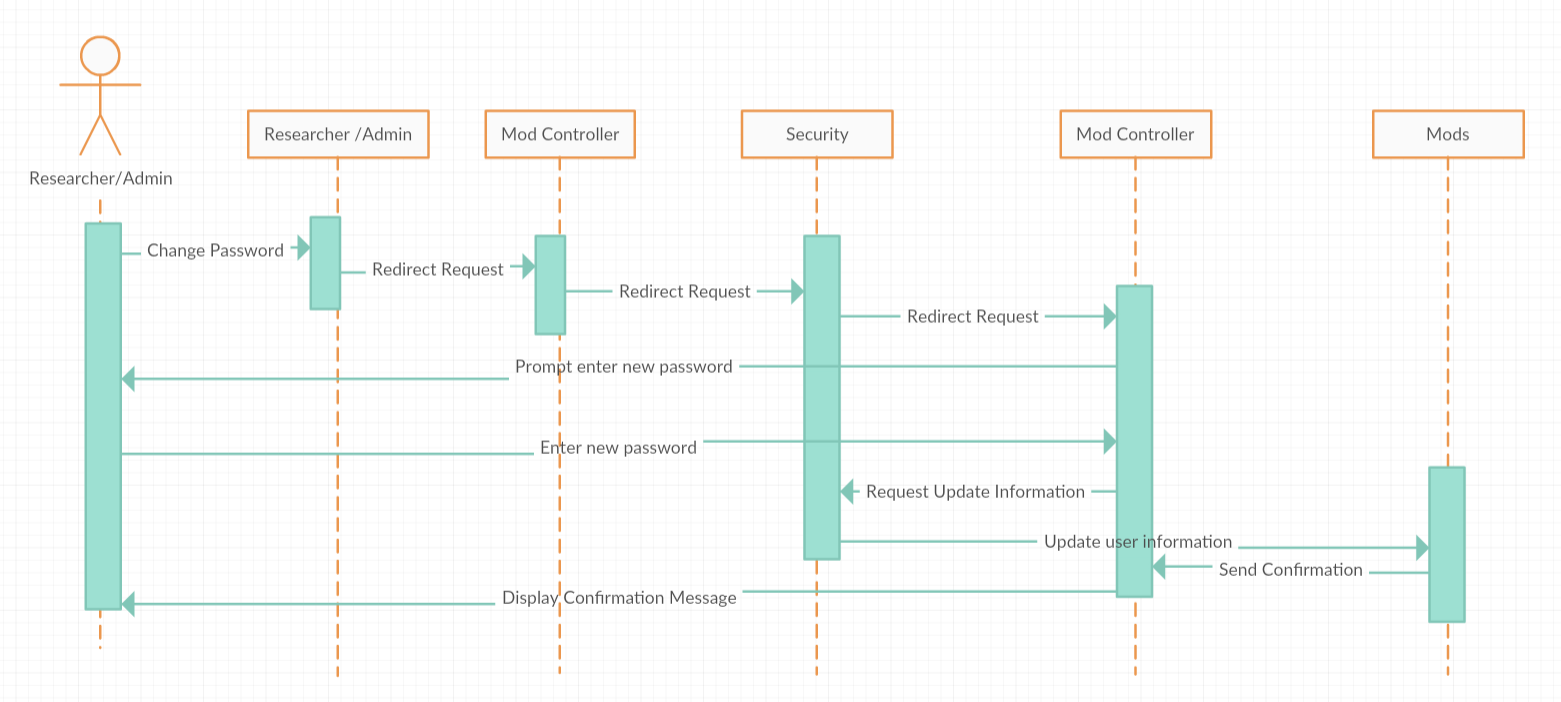 Researcher /Admin
Mod Controller
Security
Mod Controller
Mods
Researcher/Admin
Change Password
Redirect Request
Redirect Request
Redirect Request
Prompt enter new password
Enter new password
Request Update Information
Update user information
Send Confirmation
Display Confirmation Message